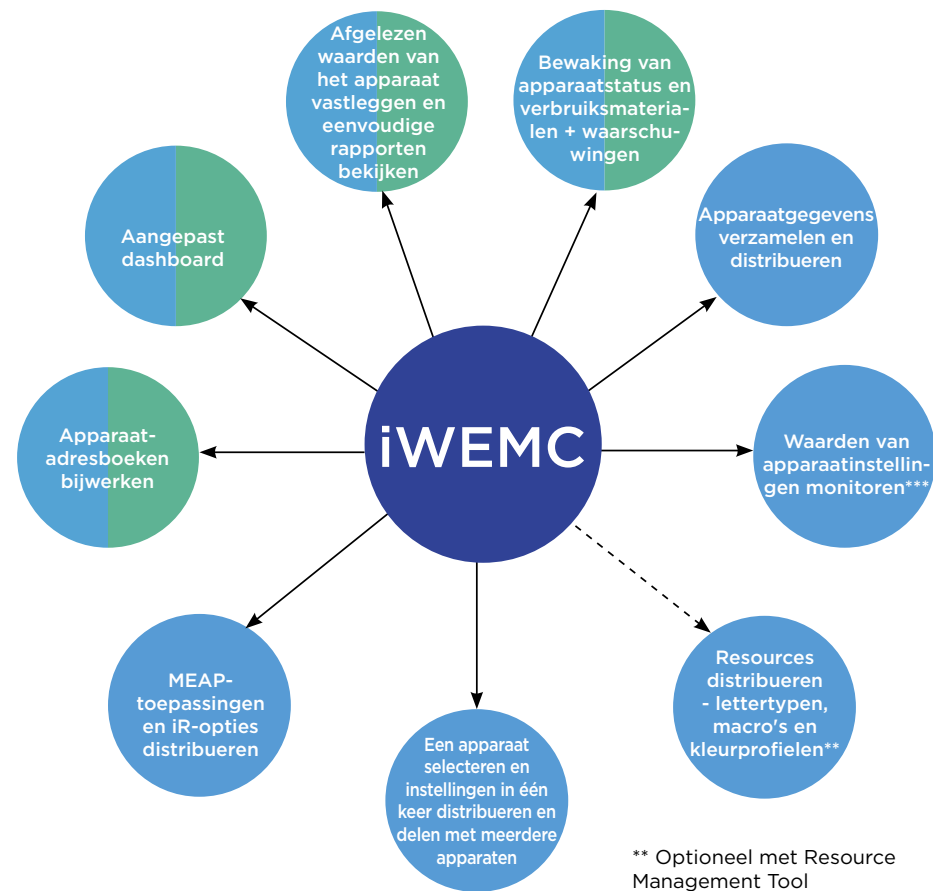 Afgelezen
waarden van
het apparaat
vastleggen en
eenvoudige
rapporten
bekijken
Bewaking van
apparaatstatus en
verbruiksmateria-
len + waarschu-
wingen
Aangepast
dashboard
Apparaatgegevens
verzamelen en
distribueren
Apparaat-
adresboeken
bijwerken
iWEMC
Waarden van
apparaatinstellin-
gen monitoren***
MEAP-
toepassingen
en iR-opties
distribueren
Een apparaat
selecteren en
instellingen in één
keer distribueren en
delen met meerdere
apparaten
Resources
distribueren
- lettertypen,
macro's en
kleurprofielen**
** Optioneel met Resource
Management Tool